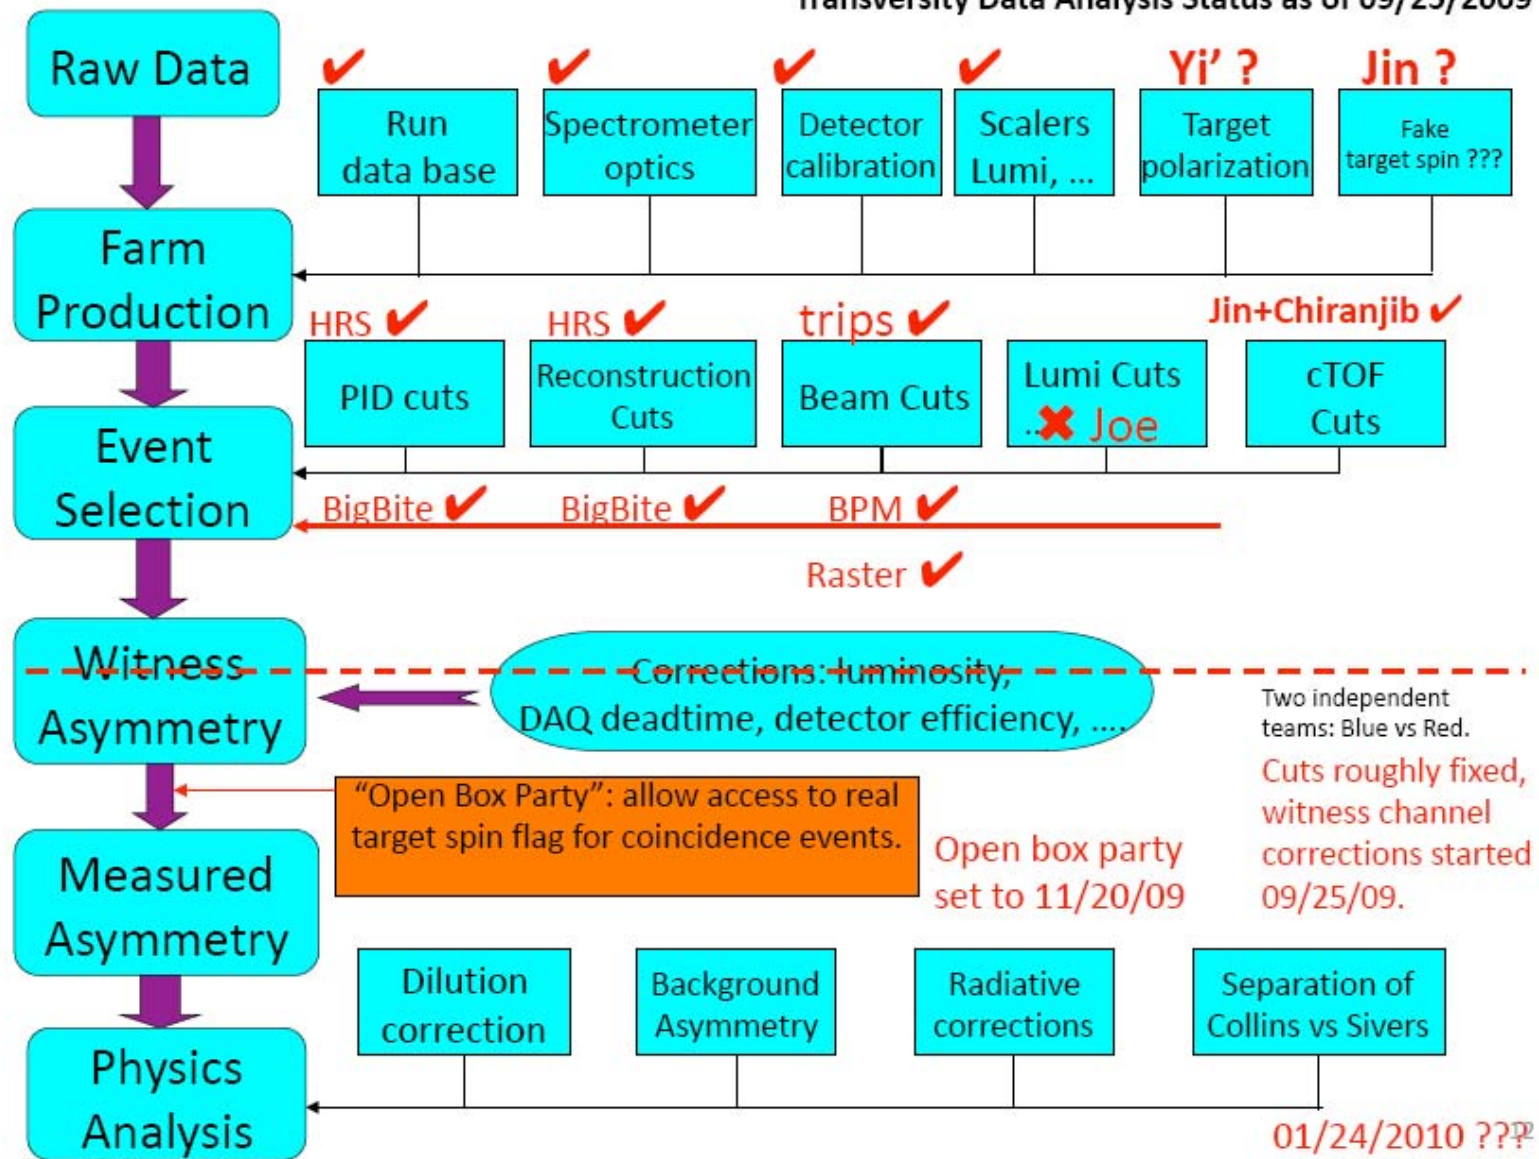 Transversity Data Analysis Status as of 09/25/2009
Raw Data
✔ ✔ ✔ ✔ Yi' ? Jin ?
Run
data base
Spectrometer
optics
Detector
calibration
Scalers
Lumi, ...
Target
polarization
Fake
target spin ???
Farm
Production
HRS ✔
HRS ✔
trips ✔
Jin+Chiranjib ✔
PID cuts
Reconstruction
Cuts
Beam Cuts
Lumi Cuts
..✖ Joe
cTOF
Cuts
Event
Selection
BigBite ✔
BigBite ✔
BPM ✔
Raster ✔
Witness
Asymmetry
Corrections: luminosity,
DAQ deadtime, detector efficiency, ....
Two independent
teams: Blue vs Red.
Cuts roughly fixed,
witness channel
corrections started
09/25/09.
"Open Box Party": allow access to real
target spin flag for coincidence events.
Open box party
set to 11/20/09
Measured
Asymmetry
Dilution
correction
Background
Asymmetry
Radiative
corrections
Separation of
Collins vs Sivers
Physics
Analysis
01/24/2010 ???
12